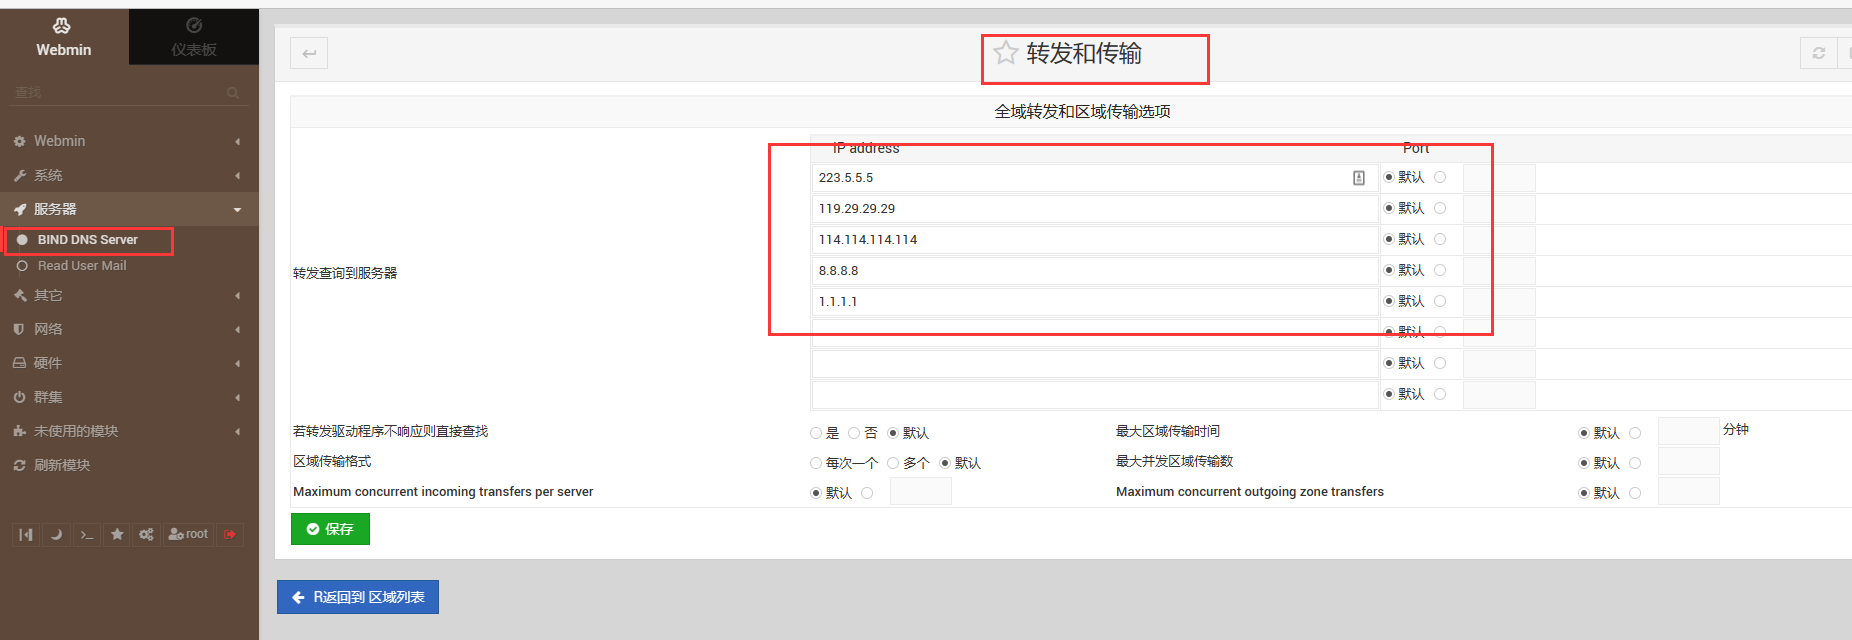 Webmin
仪表板
查找
Webmin
系统
服务器
BIND DNS Server
Read User Mail
其它
网络
硬件
群集
未使用的模块
刷新模块
root
转发和传输
全域转发和区域传输选项
转发查询到服务器
IP address Port
223.5.5.5 默认
119.29.29.29 默认
114.114.114.114 默认
8.8.8.8 默认
1.1.1.1 默认
默认
默认
默认
若转发驱动程序不响应则直接查找 是 否 默认 最大区域传输时间 默认 分钟
区域传输格式 每次一个 多个 默认 最大并发区域传输数 默认
Maximum concurrent incoming transfers per server 默认 Maximum concurrent outgoing zone transfers 默认
保存
R返回到 区域列表